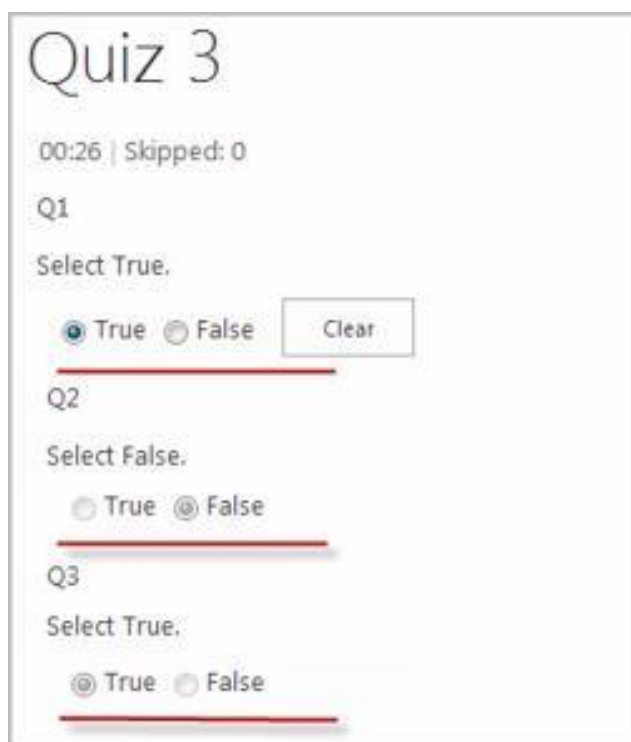 Quiz 3
00:26 | Skipped: 0
Q1
Select True.
True False Clear
Q2
Select False.
True False
Q3
Select True.
True False